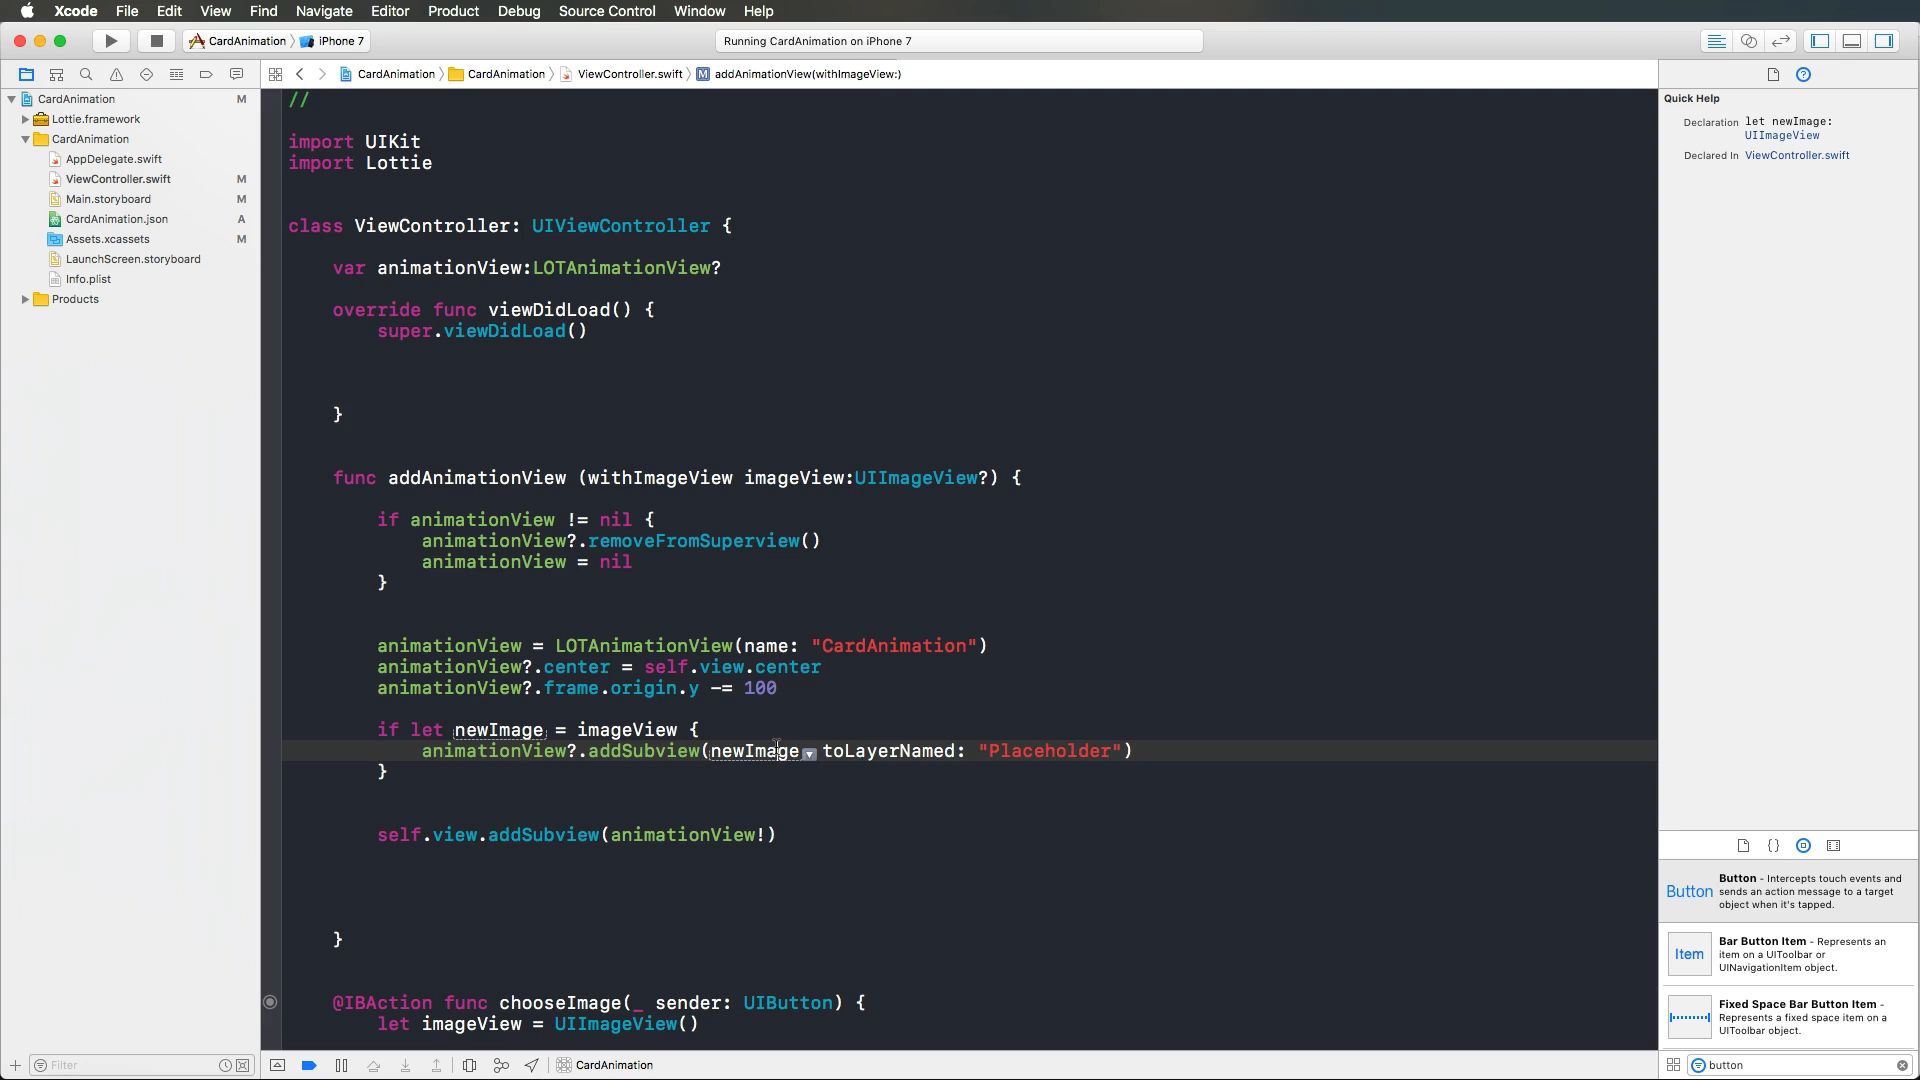 Xcode File Edit View Find Navigate Editor Product Debug Source Control Window Help
CardAnimation iPhone 7
Running CardAnimation on iPhone 7
CardAnimation CardAnimation ViewController.swift M addAnimationView(withImageView:)
CardAnimation M
Lottie.framework
CardAnimation
AppDelegate.swift
ViewController.swift M
Main.storyboard M
CardAnimation.json A
Assets.xcassets M
LaunchScreen.storyboard
Info.plist
Products
Filter
//
import UIKit
import Lottie
class ViewController: UIViewController {
var animationView:LOTAnimationView?
override func viewDidLoad() {
super.viewDidLoad()
}
func addAnimationView (withImageView imageView:UIImageView?) {
if animationView != nil {
animationView?.removeFromSuperview()
animationView = nil
}
animationView = LOTAnimationView(name: "CardAnimation")
animationView?.center = self.view.center
animationView?.frame.origin.y -= 100
if let newImage = imageView {
animationView?.addSubview(newImage toLayerNamed: "Placeholder")
}
self.view.addSubview(animationView!)
}
@IBAction func chooseImage(_ sender: UIButton) {
let imageView = UIImageView()
CardAnimation
Quick Help
Declaration let newImage:
UIImageView
Declared In ViewController.swift
{}
Button
Button - Intercepts touch events and
sends an action message to a target
object when it's tapped.
Item
Bar Button Item - Represents an
item on a UIToolbar or
UINavigationItem object.
Fixed Space Bar Button Item -
Represents a fixed space item on a
UIToolbar object.
button